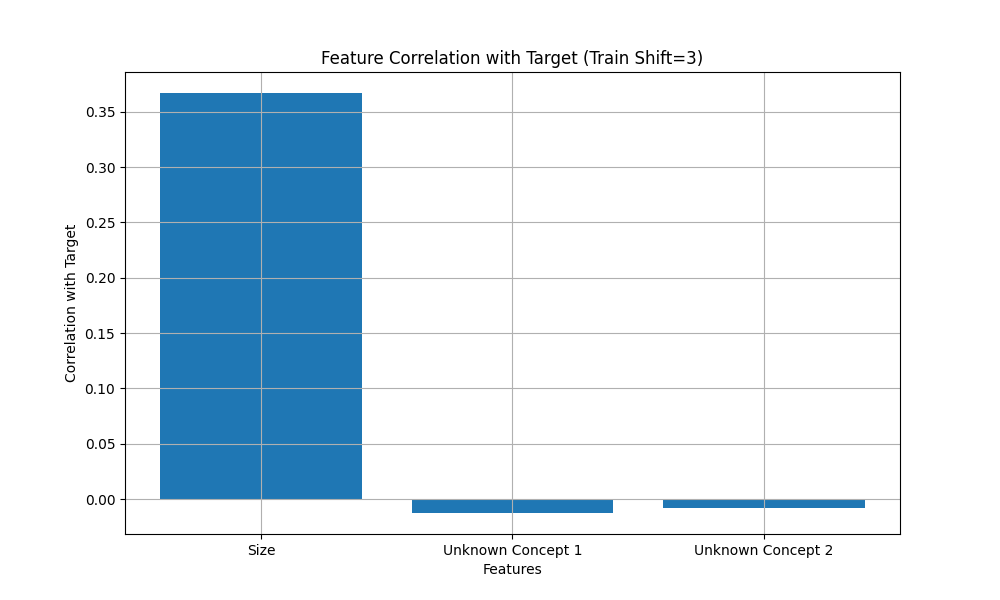 Feature Correlation with Target (Train Shift=3)
Correlation with Target
0.35
0.30
0.25
0.20
0.15
0.10
0.05
0.00
Size
Unknown Concept 1
Unknown Concept 2
Features